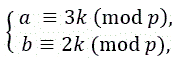 a ≡ 3k (mod p),
b ≡ 2k (mod p),